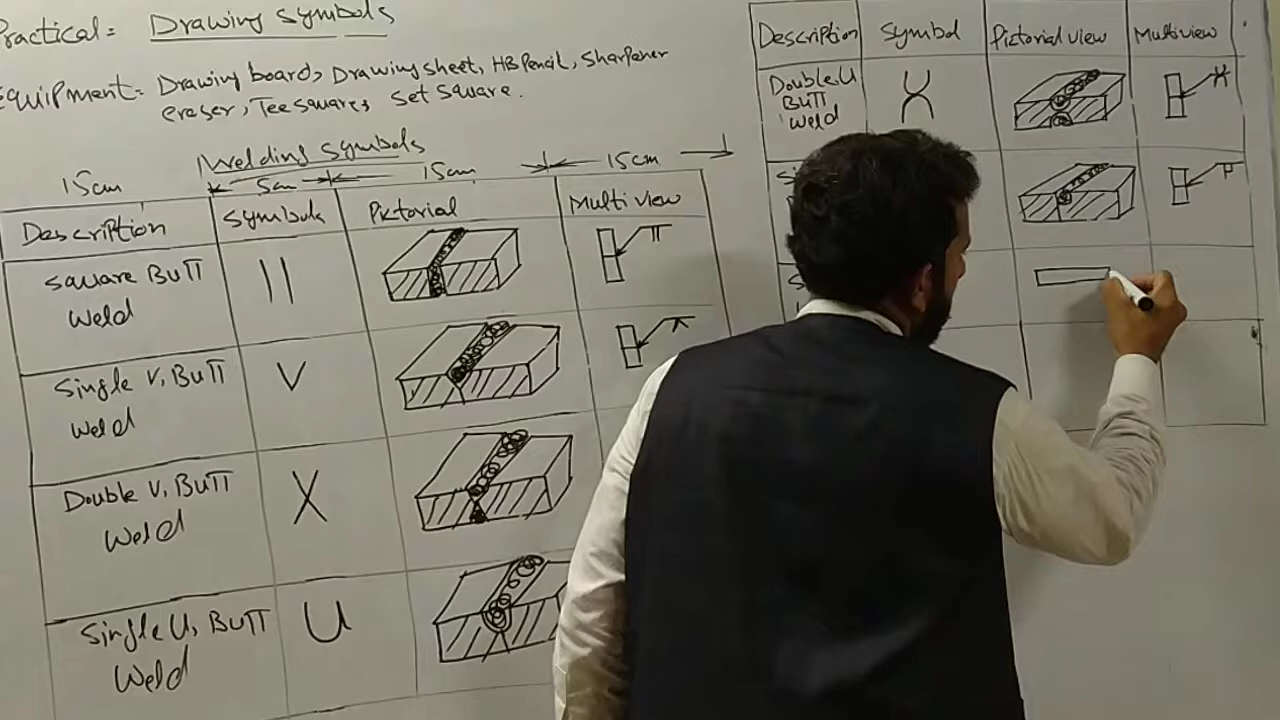 Practical= Drawing symbols
Equipment= Drawing board, Drawing sheet, HB Pencil, Sharpener
eraser, Tee square, Set square.
Welding symbols
15cm 5cm 15cm 15cm
Description Symbols Pictorial Multi view
Square BuTT
Weld
Single V, BuTT
Weld
V
Double V, BuTT
Weld
X
Single U, BuTT
Weld
U
Description Symbol Pictorial view Multiview
Double U
BuTT
Weld